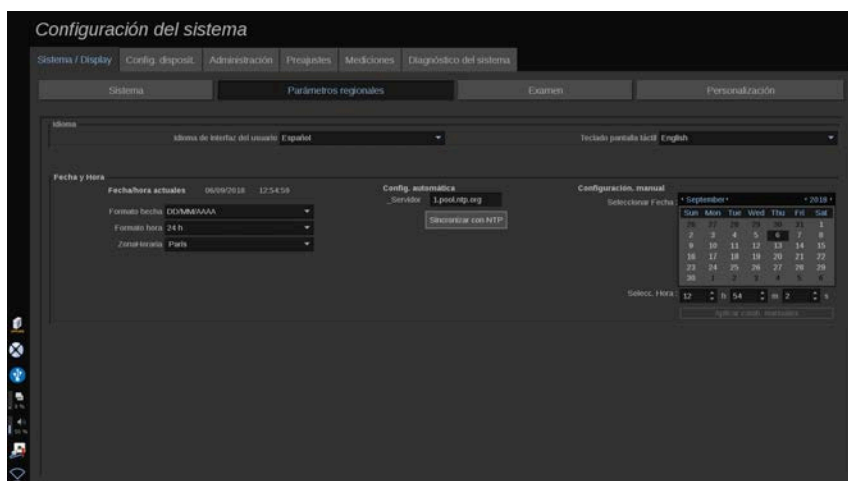 Configuración del sistema
Sistema / Display Config. disposit. Administración Preajustes Mediciones Diagnóstico del sistema
Sistema Parámetros regionales Examen Personalización
Idioma
Idioma de interfaz del usuario Español Teclado pantalla táctil English
Fecha y Hora
Fecha/hora actuales 06/09/2018 12:54:59 Config. automática Configuración. manual
_Servidor 1.pool.ntp.org Seleccionar Fecha : September 2018
Formato fecha DD/MM/AAAA Sincronizar con NTP Sun Mon Tue Wed Thu Fri Sat
Formato hora 24 h 26 27 28 29 30 31 1
2 3 4 5 6 7 8
ZonaHoraria Paris 9 10 11 12 13 14 15
16 17 18 19 20 21 22
23 24 25 26 27 28 29
30 1 2 3 4 5 6
Selecc. Hora : 12 h 54 m 2 s
Aplicar